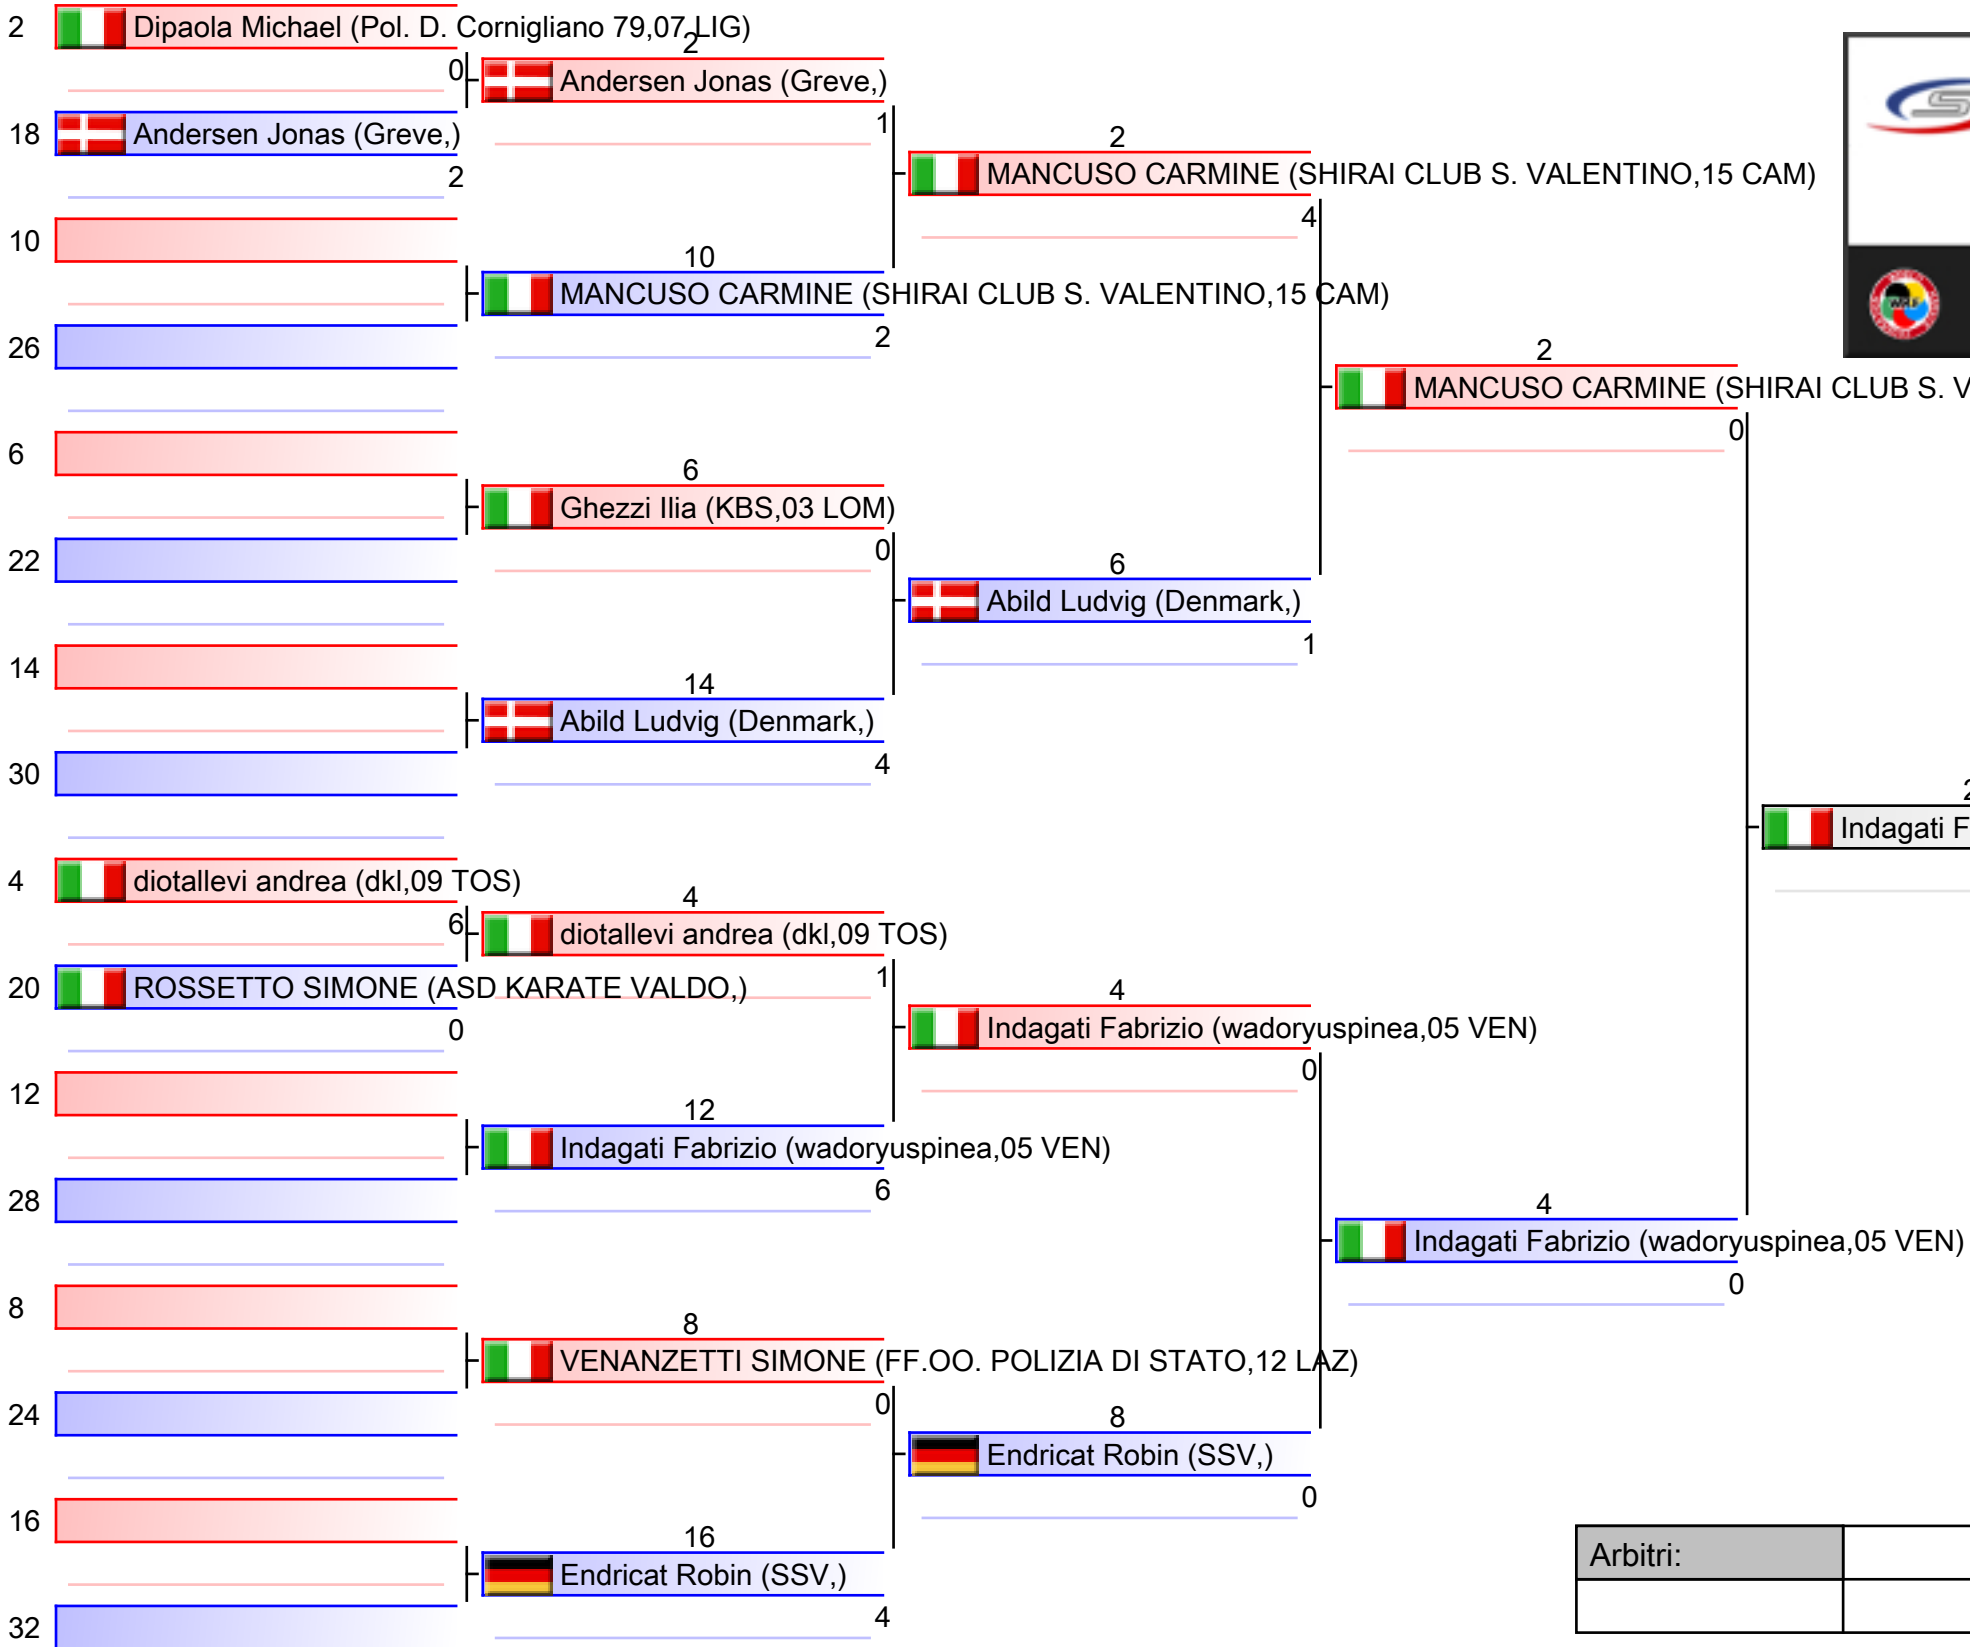 2 Dipaola Michael (Pol. D. Cornigliano 79,07 LIG)
2
0 Andersen Jonas (Greve,)
18 Andersen Jonas (Greve,)
1
2
2
MANCUSO CARMINE (SHIRAI CLUB S. VALENTINO,15 CAM)
4
10
10
MANCUSO CARMINE (SHIRAI CLUB S. VALENTINO,15 CAM)
2
26
2
MANCUSO CARMINE (SHIRAI CLUB S. V
0
6
6
Ghezzi Ilia (KBS,03 LOM)
0
22
6
Abild Ludvig (Denmark,)
1
14
14
Abild Ludvig (Denmark,)
4
30
2
Indagati F
4 diotallevi andrea (dkl,09 TOS)
4
6 diotallevi andrea (dkl,09 TOS)
1
20 ROSSETTO SIMONE (ASD KARATE VALDO,)
0
4
Indagati Fabrizio (wadoryuspinea,05 VEN)
0
12
12
Indagati Fabrizio (wadoryuspinea,05 VEN)
6
28
4
Indagati Fabrizio (wadoryuspinea,05 VEN)
0
8
8
VENANZETTI SIMONE (FF.OO. POLIZIA DI STATO,12 LAZ)
0
24
8
Endricat Robin (SSV,)
0
16
16
Endricat Robin (SSV,)
4
32
Arbitri: